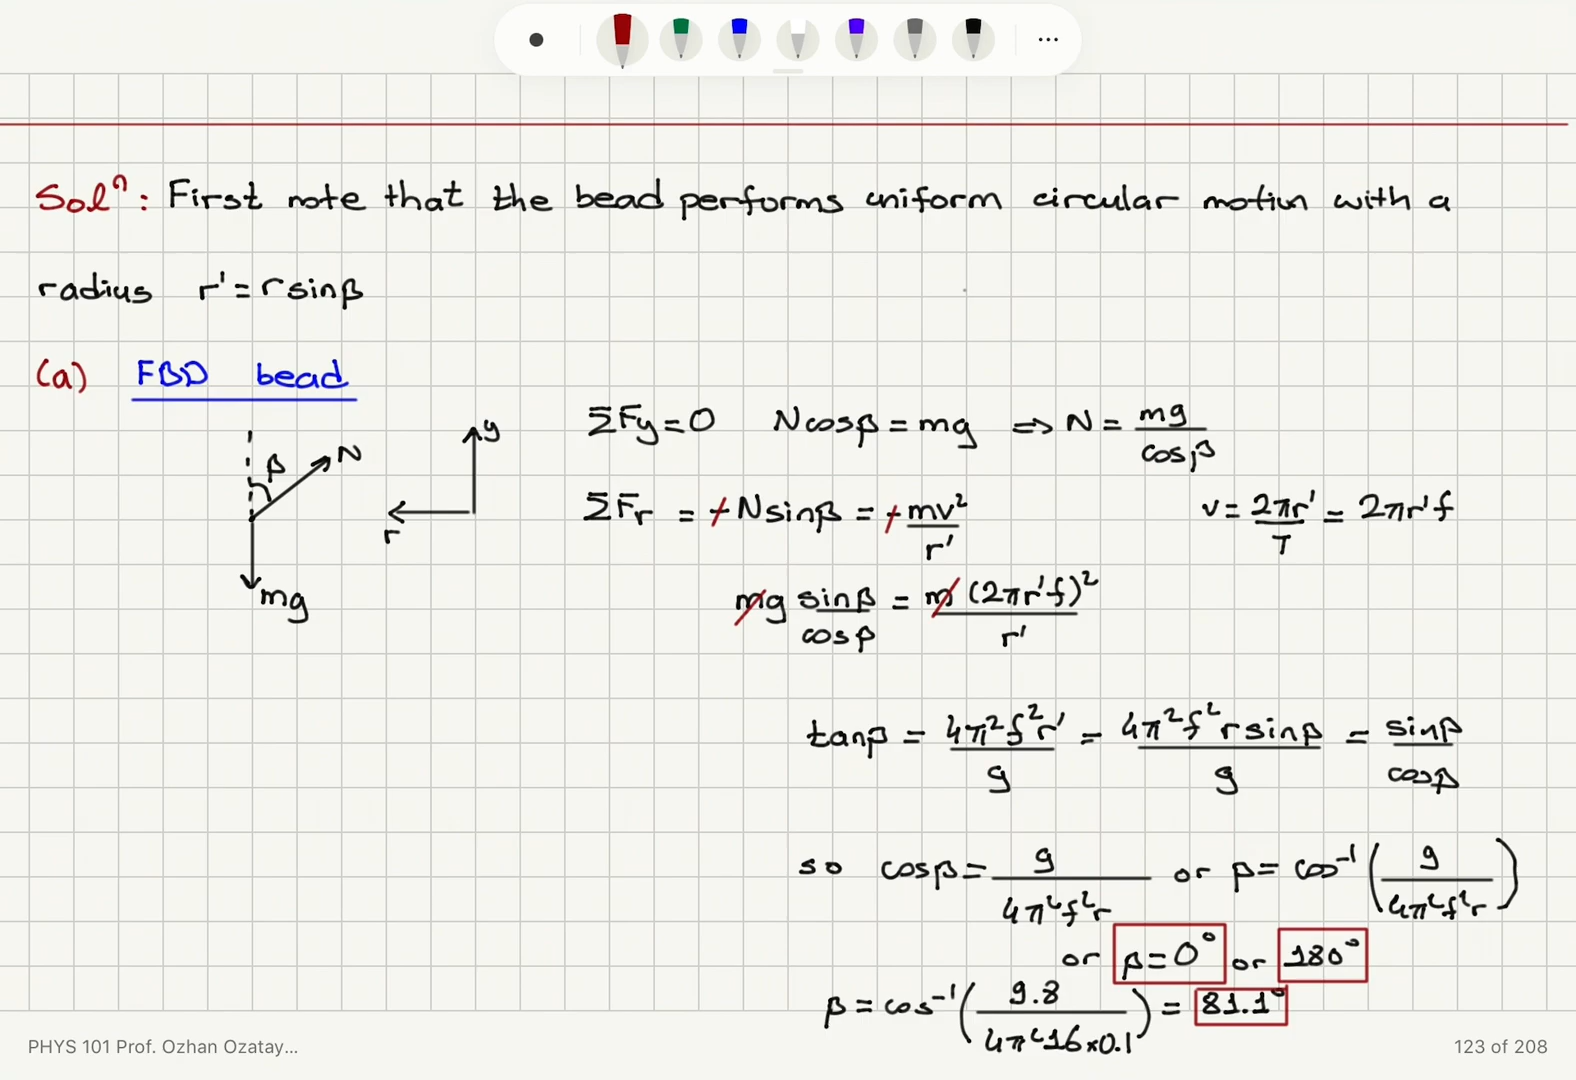 Solⁿ: First note that the bead performs uniform circular motion with a
radius r' = r sinβ
(a) FBD bead
ΣFy = 0 N cosβ = mg ⇒ N = mg / cosβ
β N y
r
mg
ΣFr = + N sinβ = + mv² / r' v = 2πr' / T = 2πr'f
mg sinβ / cosβ = m (2πr'f)² / r'
tanβ = 4π²f²r' / g = 4π²f² r sinβ / g = sinβ / cosβ
so cosβ = g / 4π²f²r or β = cos⁻¹ ( g / 4π²f²r )
or β = 0° or 180°
β = cos⁻¹ ( 9.8 / 4π²16×0.1 ) = 81.1°
PHYS 101 Prof. Ozhan Ozatay...
123 of 208